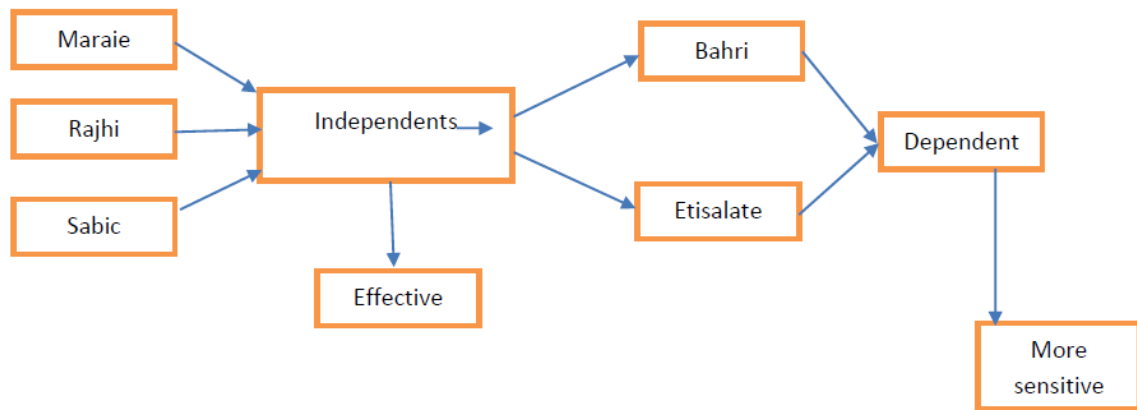 Maraie
Rajhi
Sabic
Independents
Effective
Bahri
Etisalate
Dependent
More
sensitive